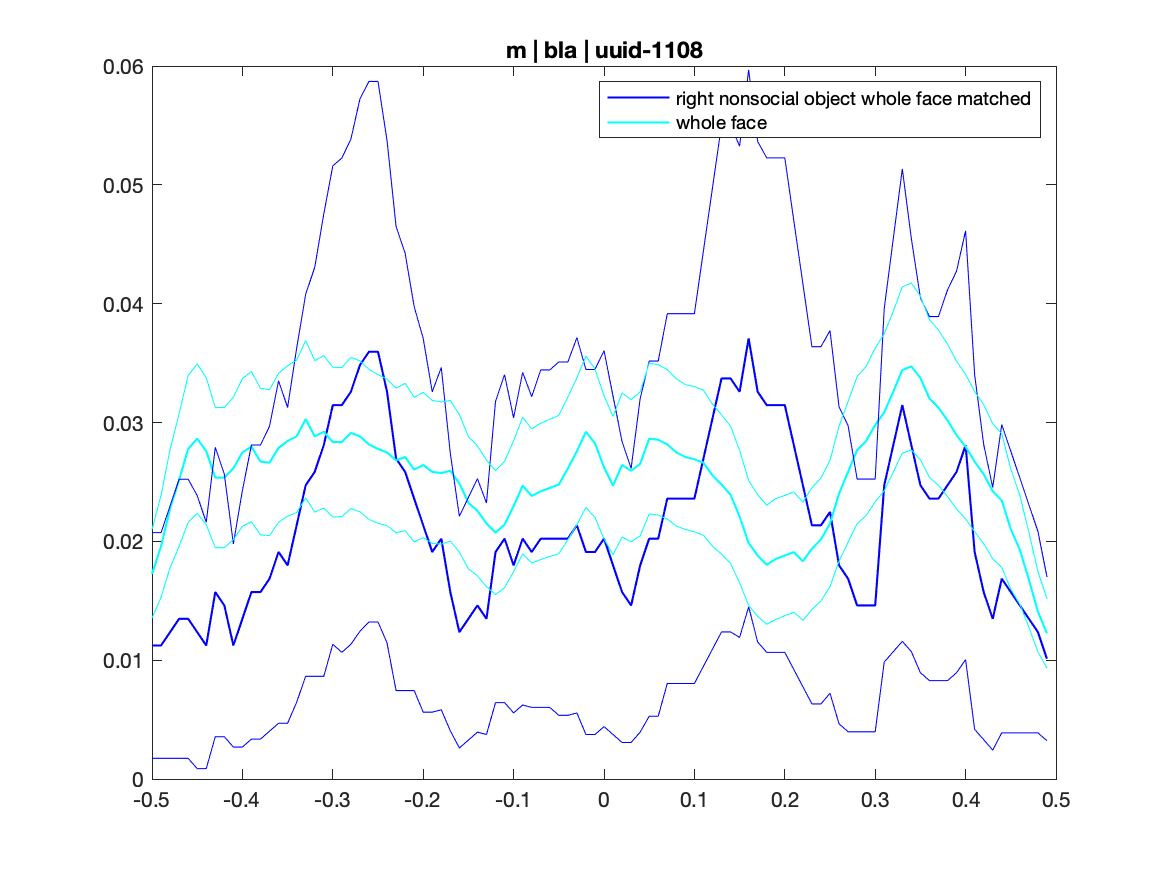 m | bla | uuid-1108
right nonsocial object whole face matched
whole face
0.06
0.05
0.04
0.03
0.02
0.01
0
-0.5 -0.4 -0.3 -0.2 -0.1 0 0.1 0.2 0.3 0.4 0.5